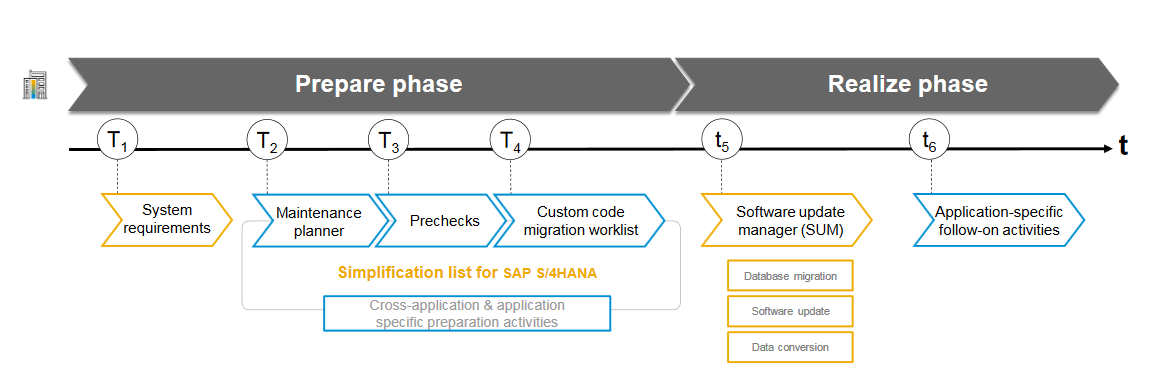 Prepare phase
Realize phase
T1
T2
T3
T4
t5
t6
t
System
requirements
Maintenance
planner
Prechecks
Custom code
migration worklist
Software update
manager (SUM)
Application-specific
follow-on activities
Simplification list for SAP S/4HANA
Cross-application & application
specific preparation activities
Database migration
Software update
Data conversion